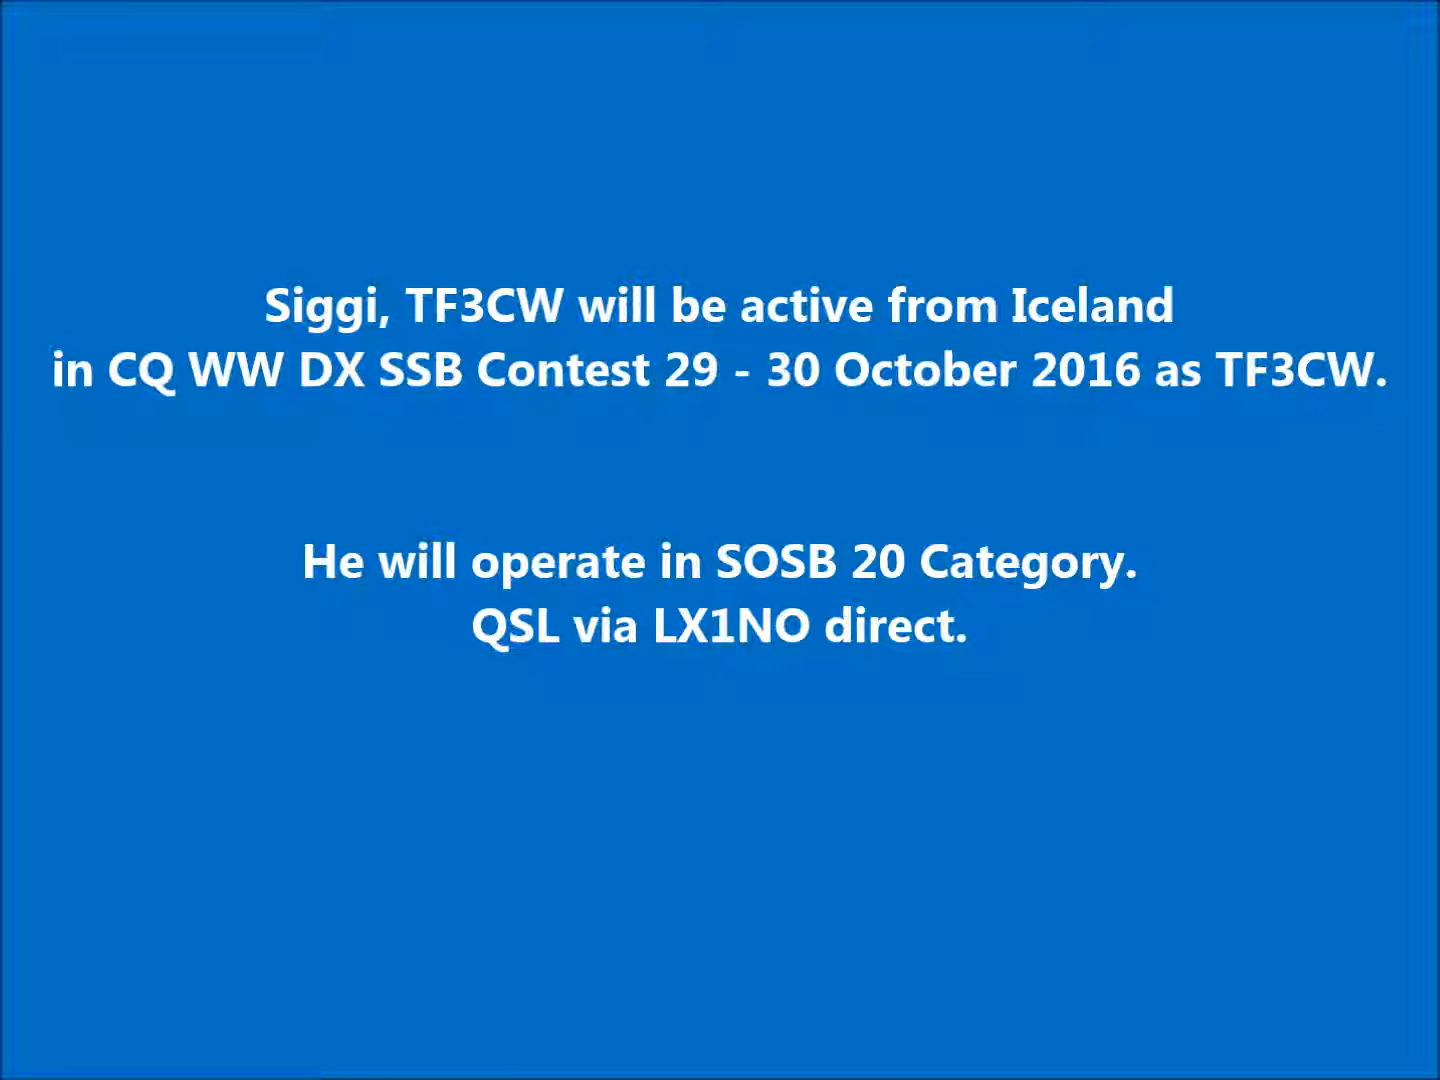 Siggi, TF3CW will be active from Iceland
in CQ WW DX SSB Contest 29 - 30 October 2016 as TF3CW.
He will operate in SOSB 20 Category.
QSL via LX1NO direct.